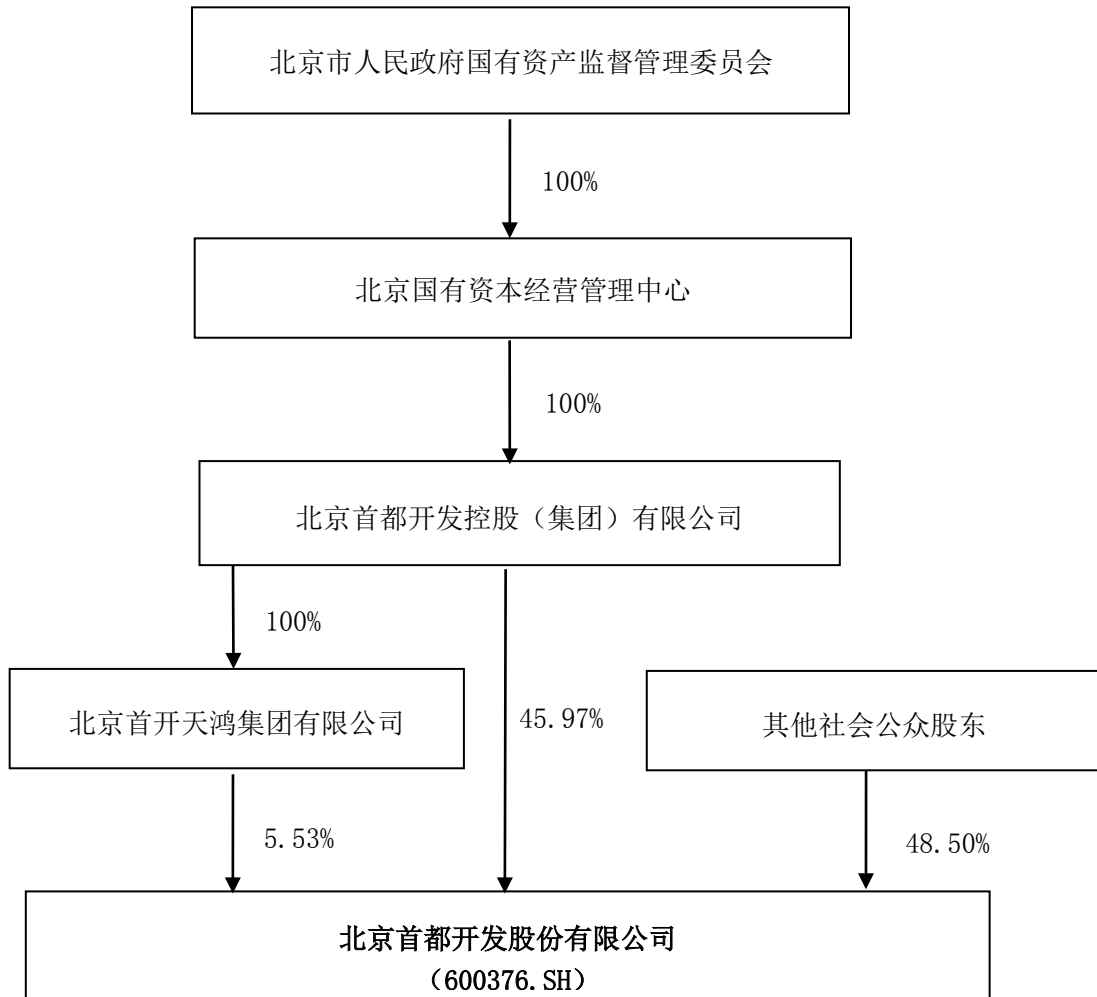 北京市人民政府国有资产监督管理委员会
100%
北京国有资本经营管理中心
100%
北京首都开发控股（集团）有限公司
100%
北京首开天鸿集团有限公司
45.97%
其他社会公众股东
5.53%
48.50%
北京首都开发股份有限公司
（600376.SH）